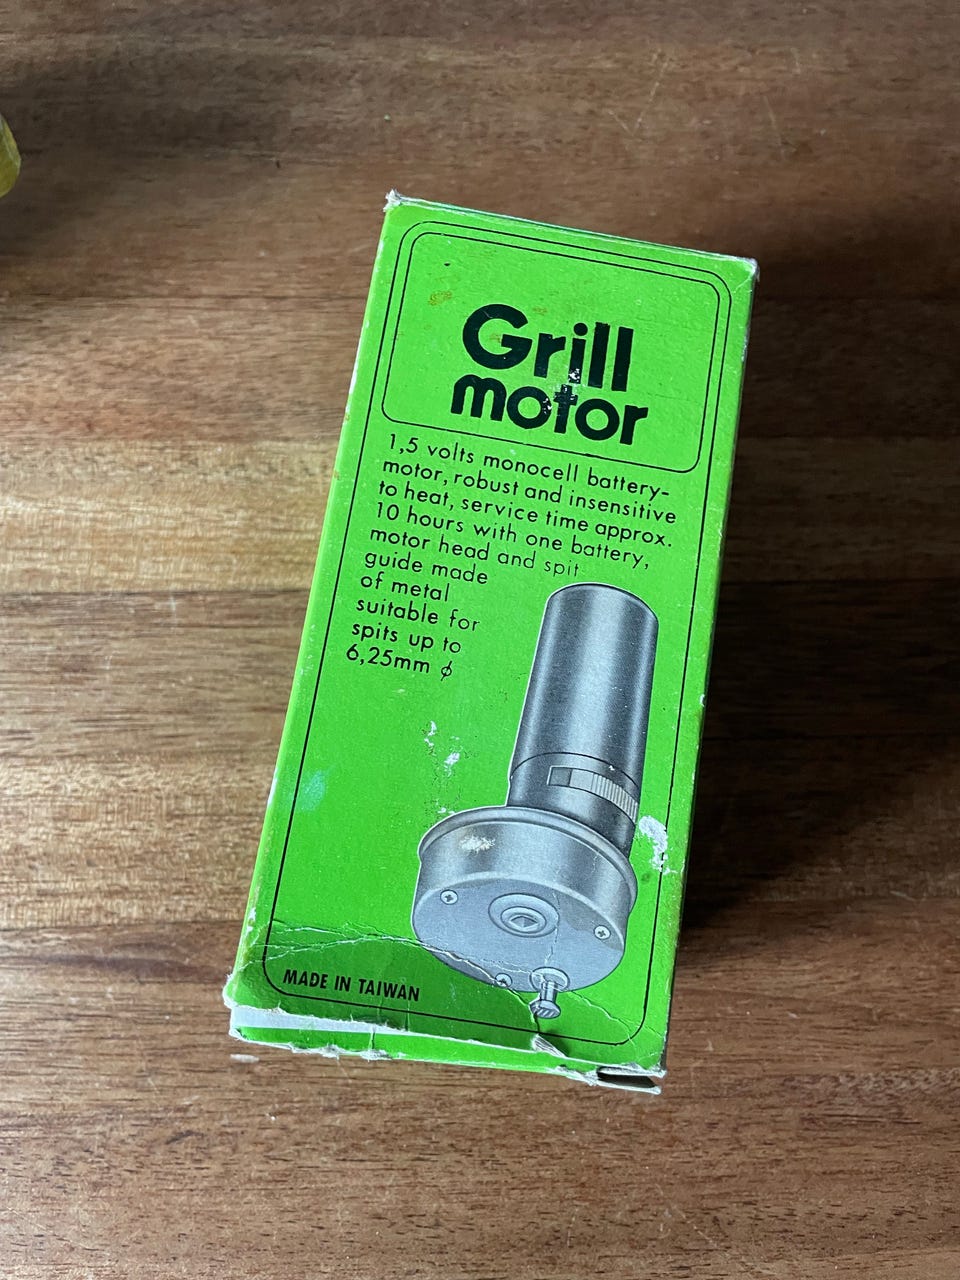 Grill
motor
1,5 volts monocell battery-
motor, robust and insensitive
to heat, service time approx.
10 hours with one battery,
motor head and spit
guide made
of metal
suitable for
spits up to
6,25mm ϕ
MADE IN TAIWAN